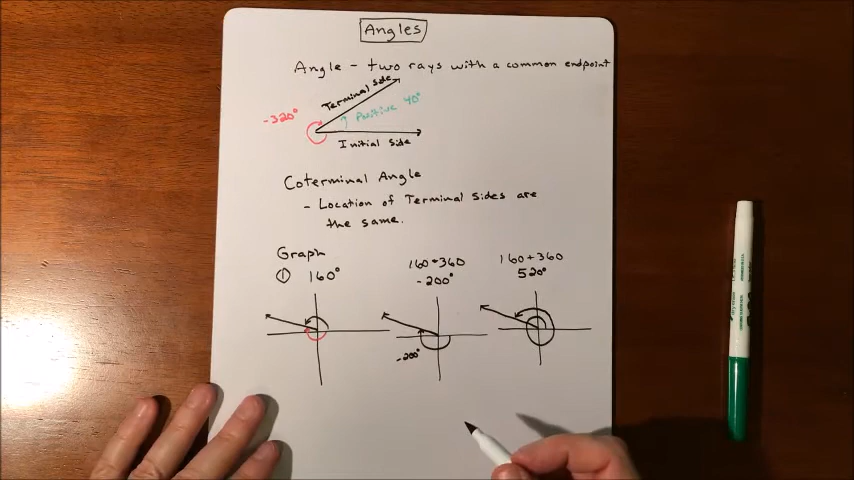 Angles
Angle - two rays with a common endpoint
Terminal Side
-320°
Positive 40°
Initial Side
Coterminal Angle
- Location of Terminal Sides are
the same.
Graph
① 160°
160-360
-200°
160+360
520°
-200°